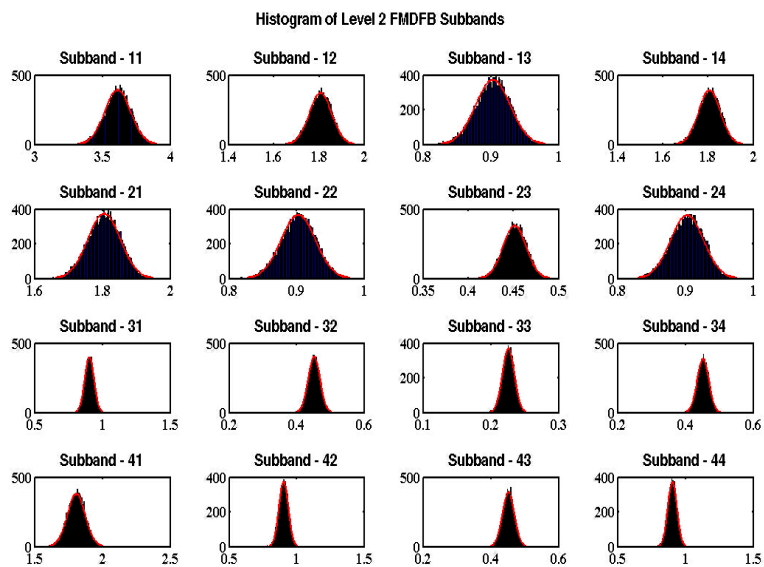 Histogram of Level 2 FMDFB Subbands
Subband - 11 Subband - 12 Subband - 13 Subband - 14
500 500 400 500
200
0 0 0 0
3 3.5 4 1.4 1.6 1.8 2 0.8 0.9 1 1.4 1.6 1.8 2
Subband - 21 Subband - 22 Subband - 23 Subband - 24
400 400 500 400
200 200 200
0 0 0 0
1.6 1.8 2 0.8 0.9 1 0.35 0.4 0.45 0.5 0.8 0.9 1
Subband - 31 Subband - 32 Subband - 33 Subband - 34
500 500 400 500
200
0 0 0 0
0.5 1 1.5 0.2 0.4 0.6 0.1 0.2 0.3 0.2 0.4 0.6
Subband - 41 Subband - 42 Subband - 43 Subband - 44
500 400 500 400
200 200
0 0 0 0
1.5 2 2.5 0.5 1 1.5 0.2 0.4 0.6 0.5 1 1.5